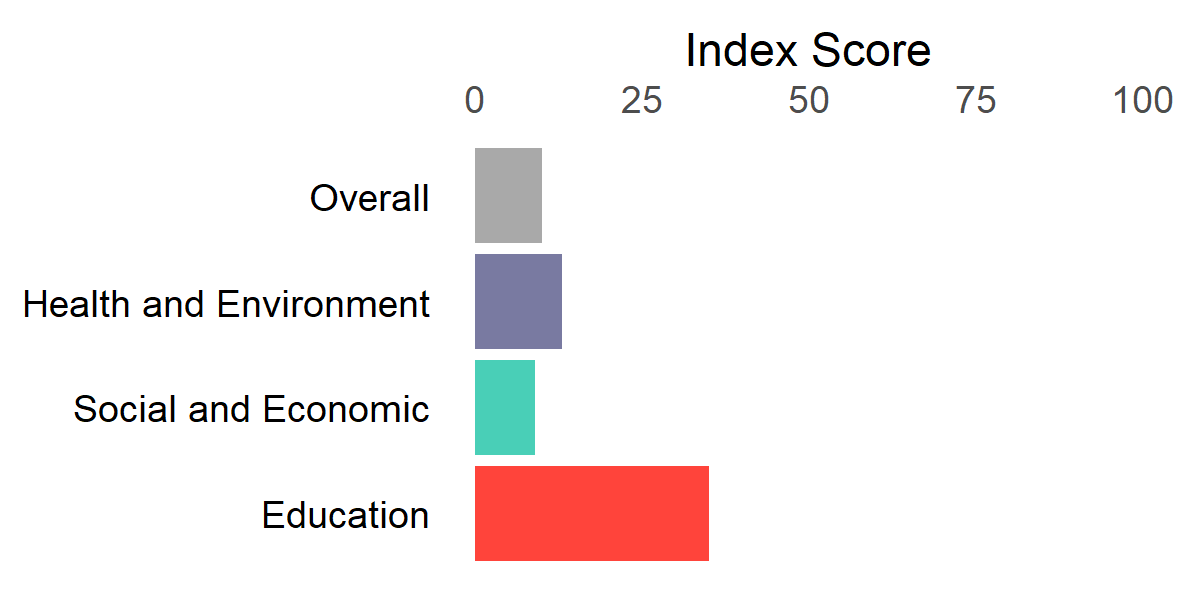 Index Score
0 25 50 75 100
Overall
Health and Environment
Social and Economic
Education